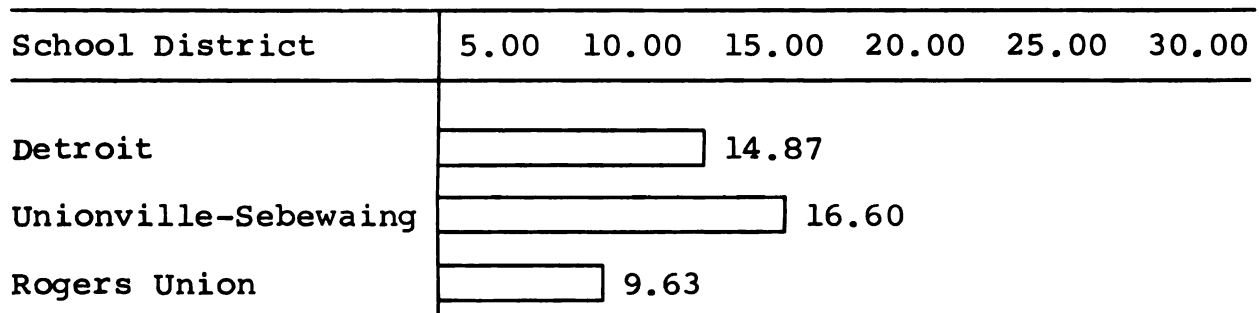 School District 5.00 10.00 15.00 20.00 25.00 30.00
Detroit 14.87
Unionville-Sebewaing 16.60
Rogers Union 9.63